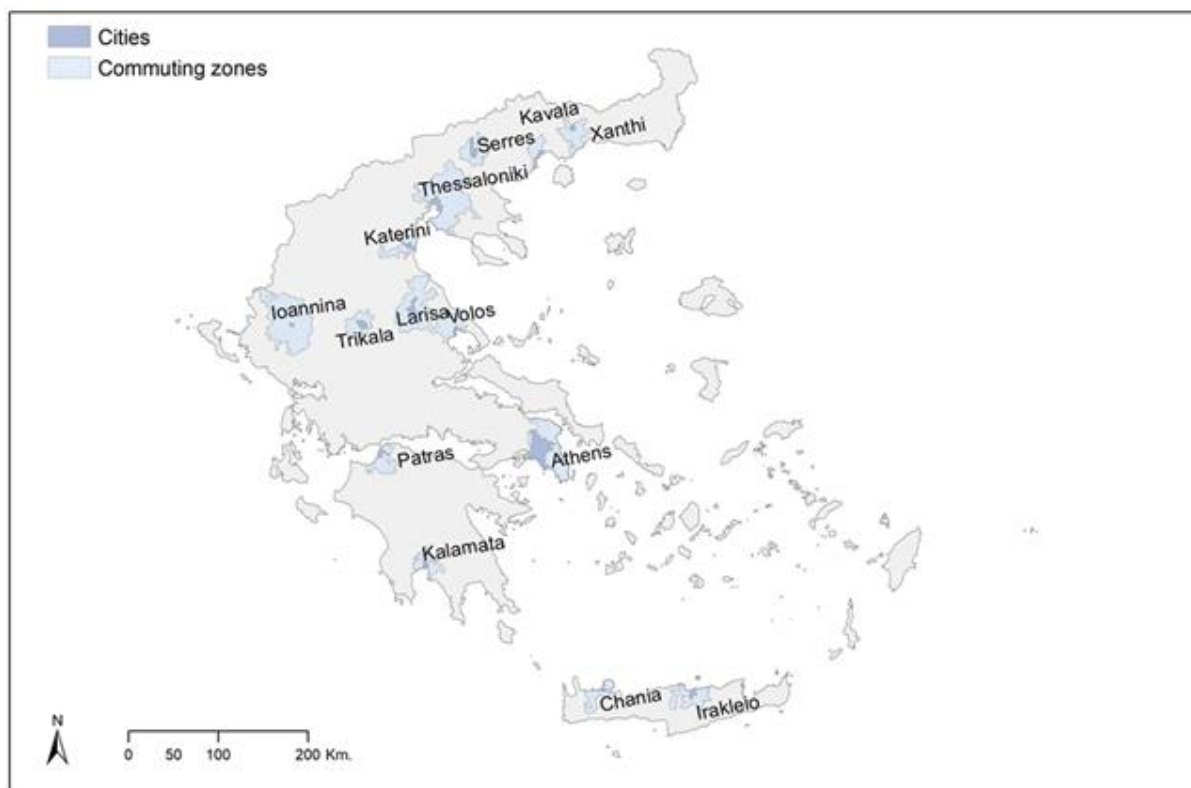 Cities
Commuting zones
Kavala
Serres
Xanthi
Thessaloniki
Katerini
Ioannina
Larisa
Volos
Trikala
Patras
Athens
Kalamata
Chania
Irakleio
N
0 50 100 200 Km.